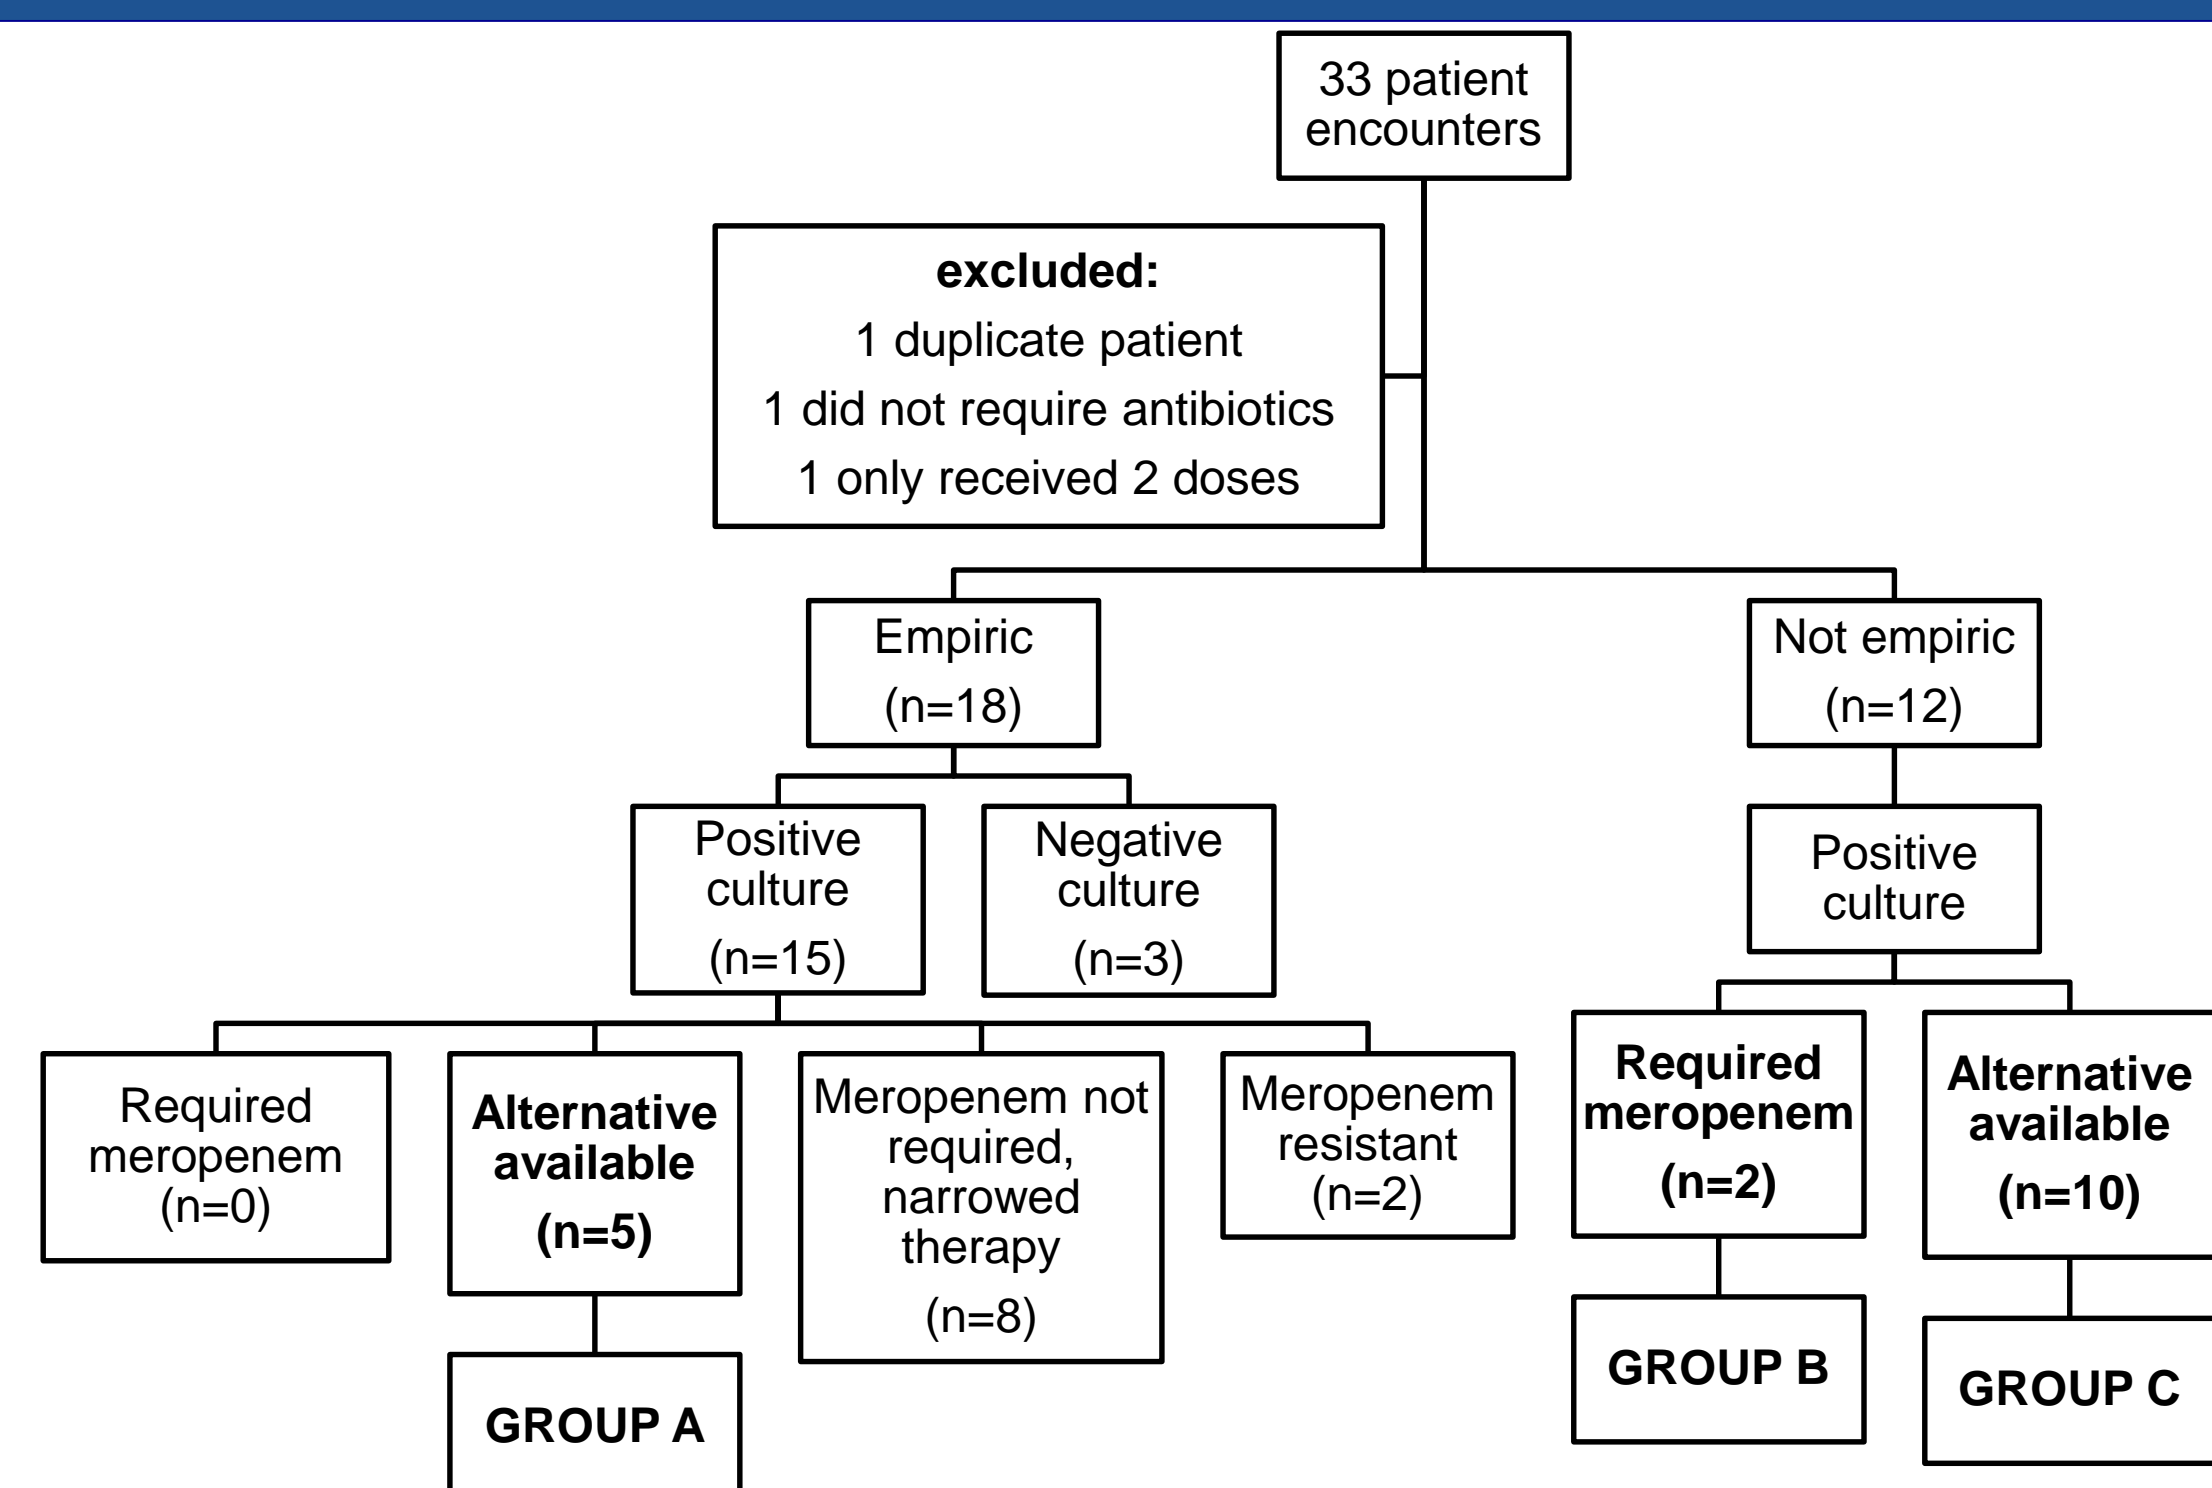 33 patient
encounters
excluded:
1 duplicate patient
1 did not require antibiotics
1 only received 2 doses
Empiric
(n=18)
Not empiric
(n=12)
Positive
culture
(n=15)
Negative
culture
(n=3)
Positive
culture
Required
meropenem
(n=0)
Alternative
available
(n=5)
Meropenem not
required,
narrowed
therapy
(n=8)
Meropenem
resistant
(n=2)
Required
meropenem
(n=2)
Alternative
available
(n=10)
GROUP A
GROUP B
GROUP C